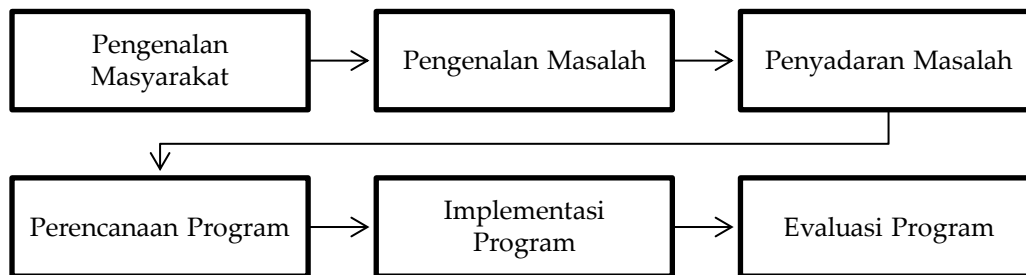 Pengenalan
Masyarakat
Pengenalan Masalah
Penyadaran Masalah
Perencanaan Program
Implementasi
Program
Evaluasi Program